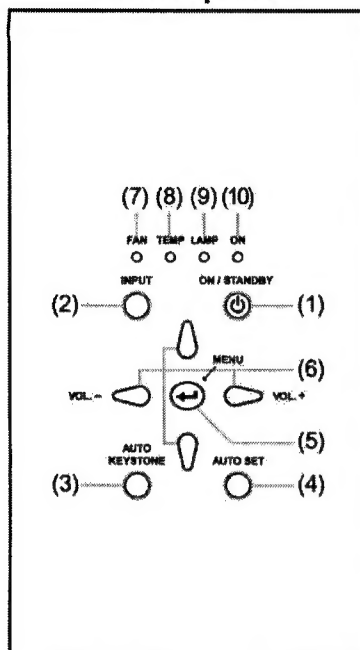 (7) (8) (9) (10)
FAN TEMP LAMP ON
INPUT ON / STANDBY
(2) (1)
MENU
(6)
VOL. – VOL. +
(5)
AUTO
KEYSTONE AUTO SET
(3) (4)